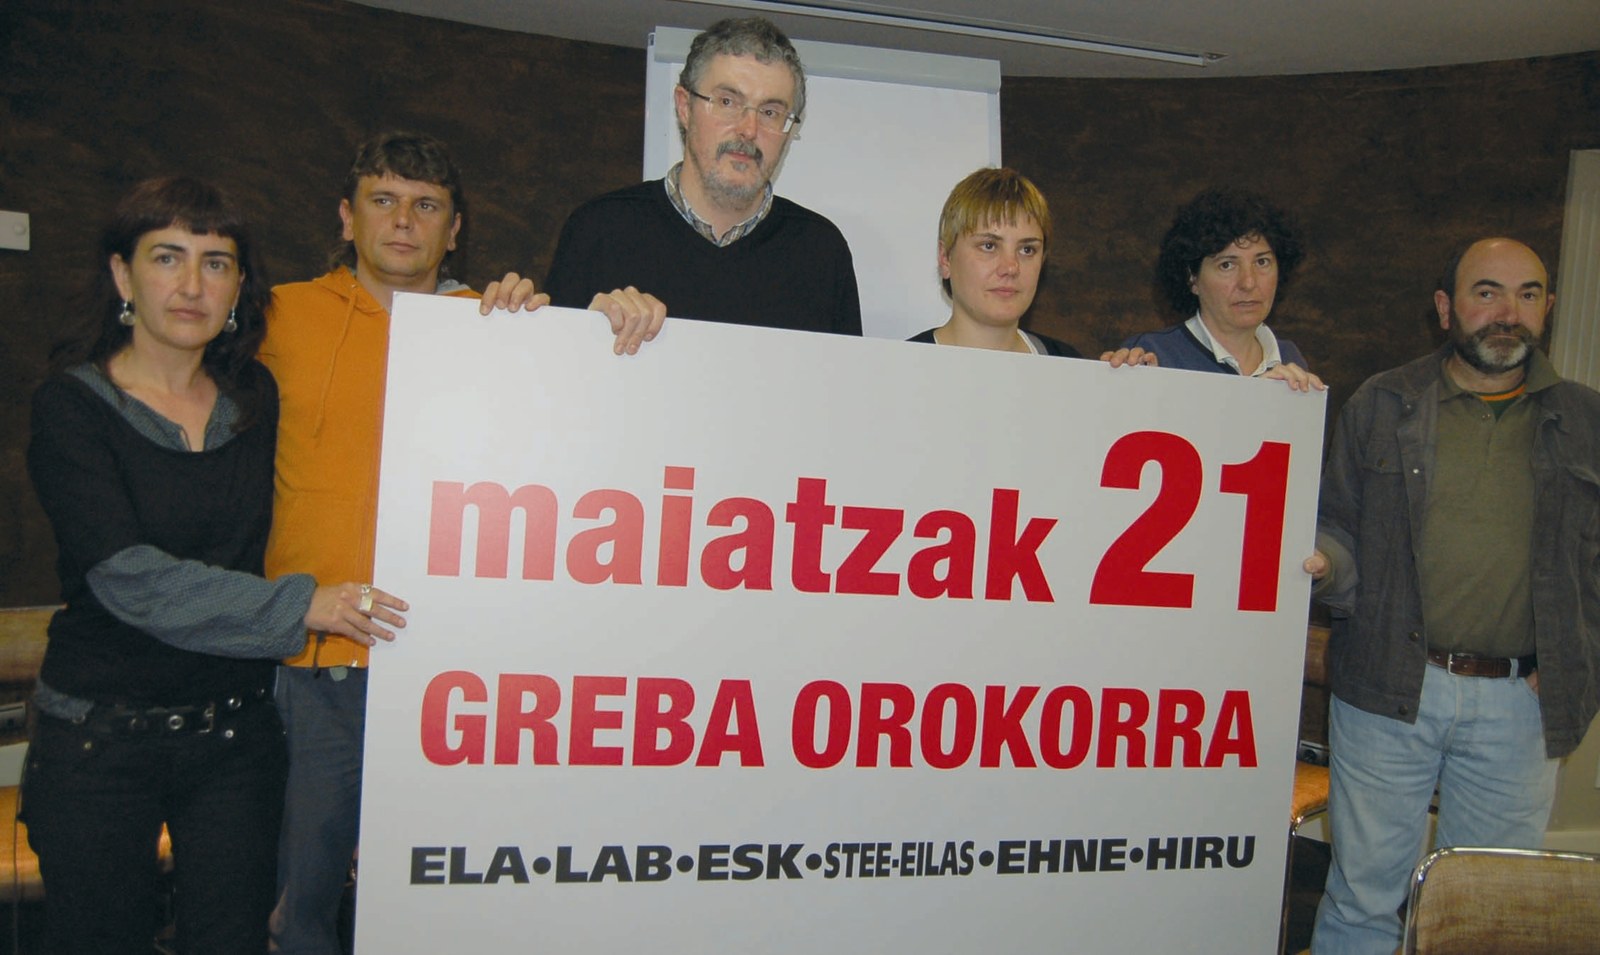 maiatzak 21
GREBA OROKORRA
ELA•LAB•ESK•STEE-EILAS•EHNE•HIRU